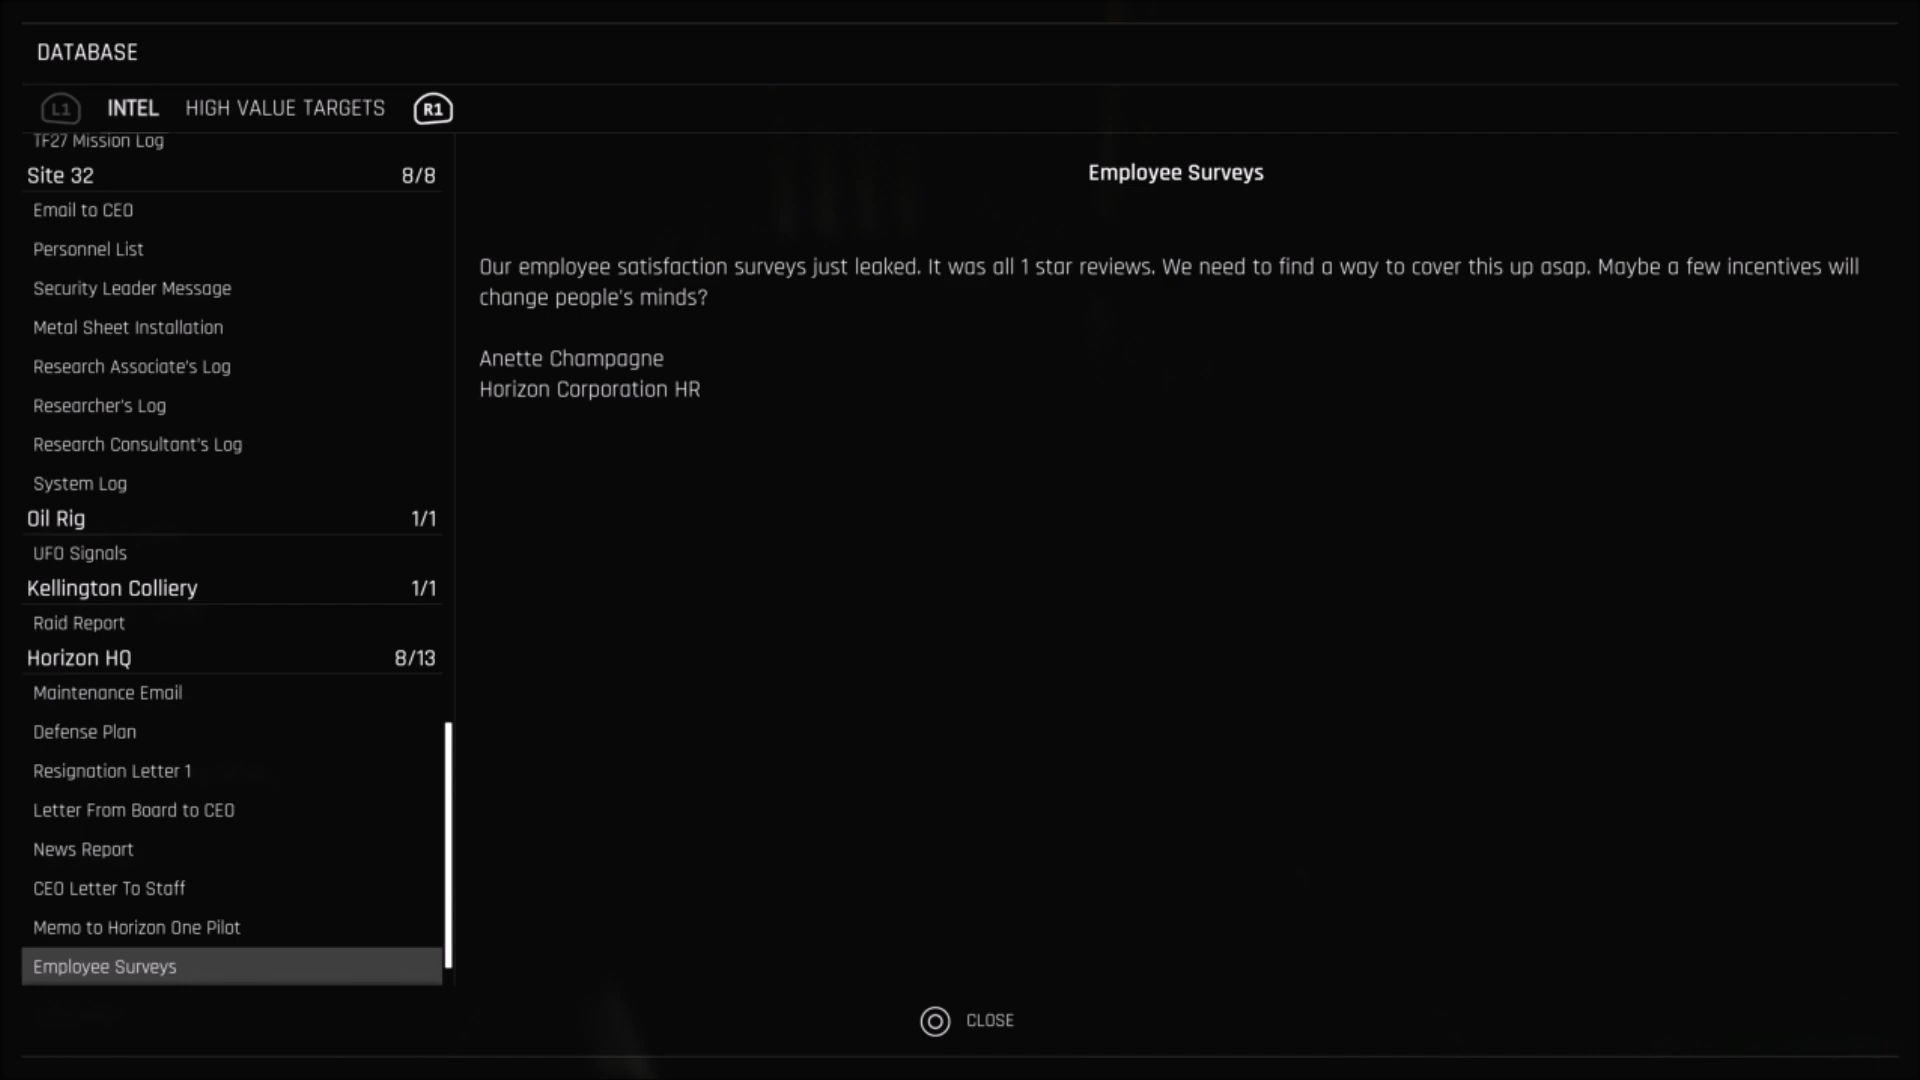 DATABASE
L1 INTEL HIGH VALUE TARGETS R1
TF27 Mission Log
Site 32 8/8
Email to CEO
Personnel List
Security Leader Message
Metal Sheet Installation
Research Associate's Log
Researcher's Log
Research Consultant's Log
System Log
Oil Rig 1/1
UFO Signals
Kellington Colliery 1/1
Raid Report
Horizon HQ 8/13
Maintenance Email
Defense Plan
Resignation Letter 1
Letter From Board to CEO
News Report
CEO Letter To Staff
Memo to Horizon One Pilot
Employee Surveys
Employee Surveys
Our employee satisfaction surveys just leaked. It was all 1 star reviews. We need to find a way to cover this up asap. Maybe a few incentives will
change people's minds?
Anette Champagne
Horizon Corporation HR
CLOSE